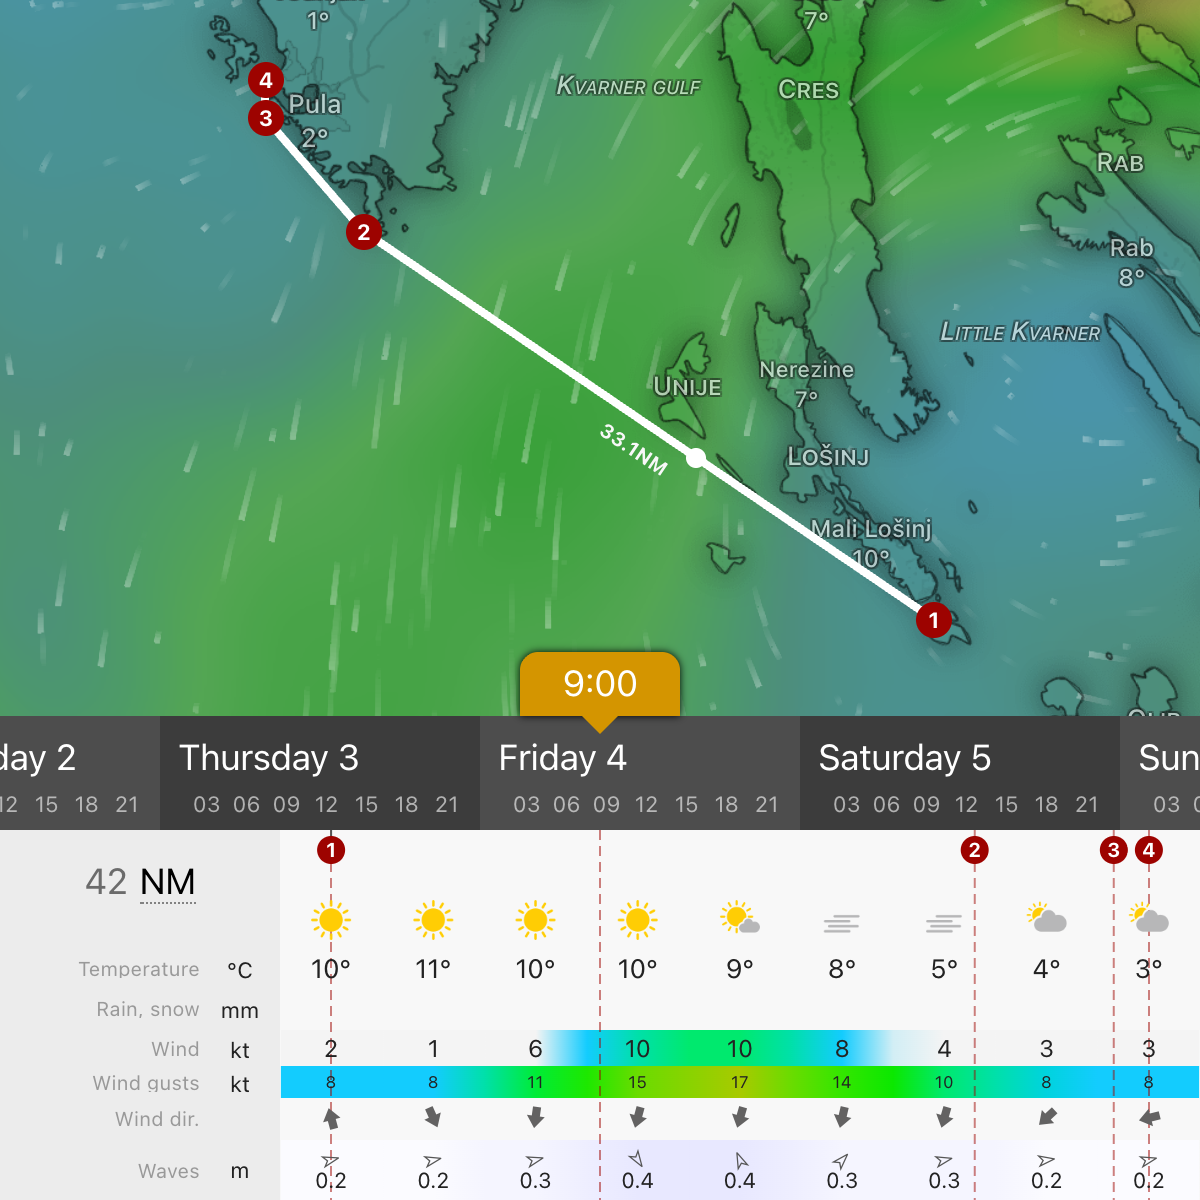 1°
7°
4
3
Pula
2°
KVARNER GULF
CRES
RAB
2
Rab
8°
LITTLE KVARNER
UNIJE
Nerezine
7°
33.1NM
LOŠINJ
Mali Lošinj
10°
1
9:00
day 2
Thursday 3
Friday 4
Saturday 5
Sun
12 15 18 21
03 06 09 12 15 18 21
03 06 09 12 15 18 21
03 06 09 12 15 18 21
03
1 2 3 4
42 NM
Temperature °C 10° 11° 10° 10° 9° 8° 5° 4° 3°
Rain, snow mm
Wind kt 2 1 6 10 10 8 4 3 3
Wind gusts kt 8 8 11 15 17 14 10 8 8
Wind dir.
Waves m 0.2 0.2 0.3 0.4 0.4 0.3 0.3 0.2 0.2